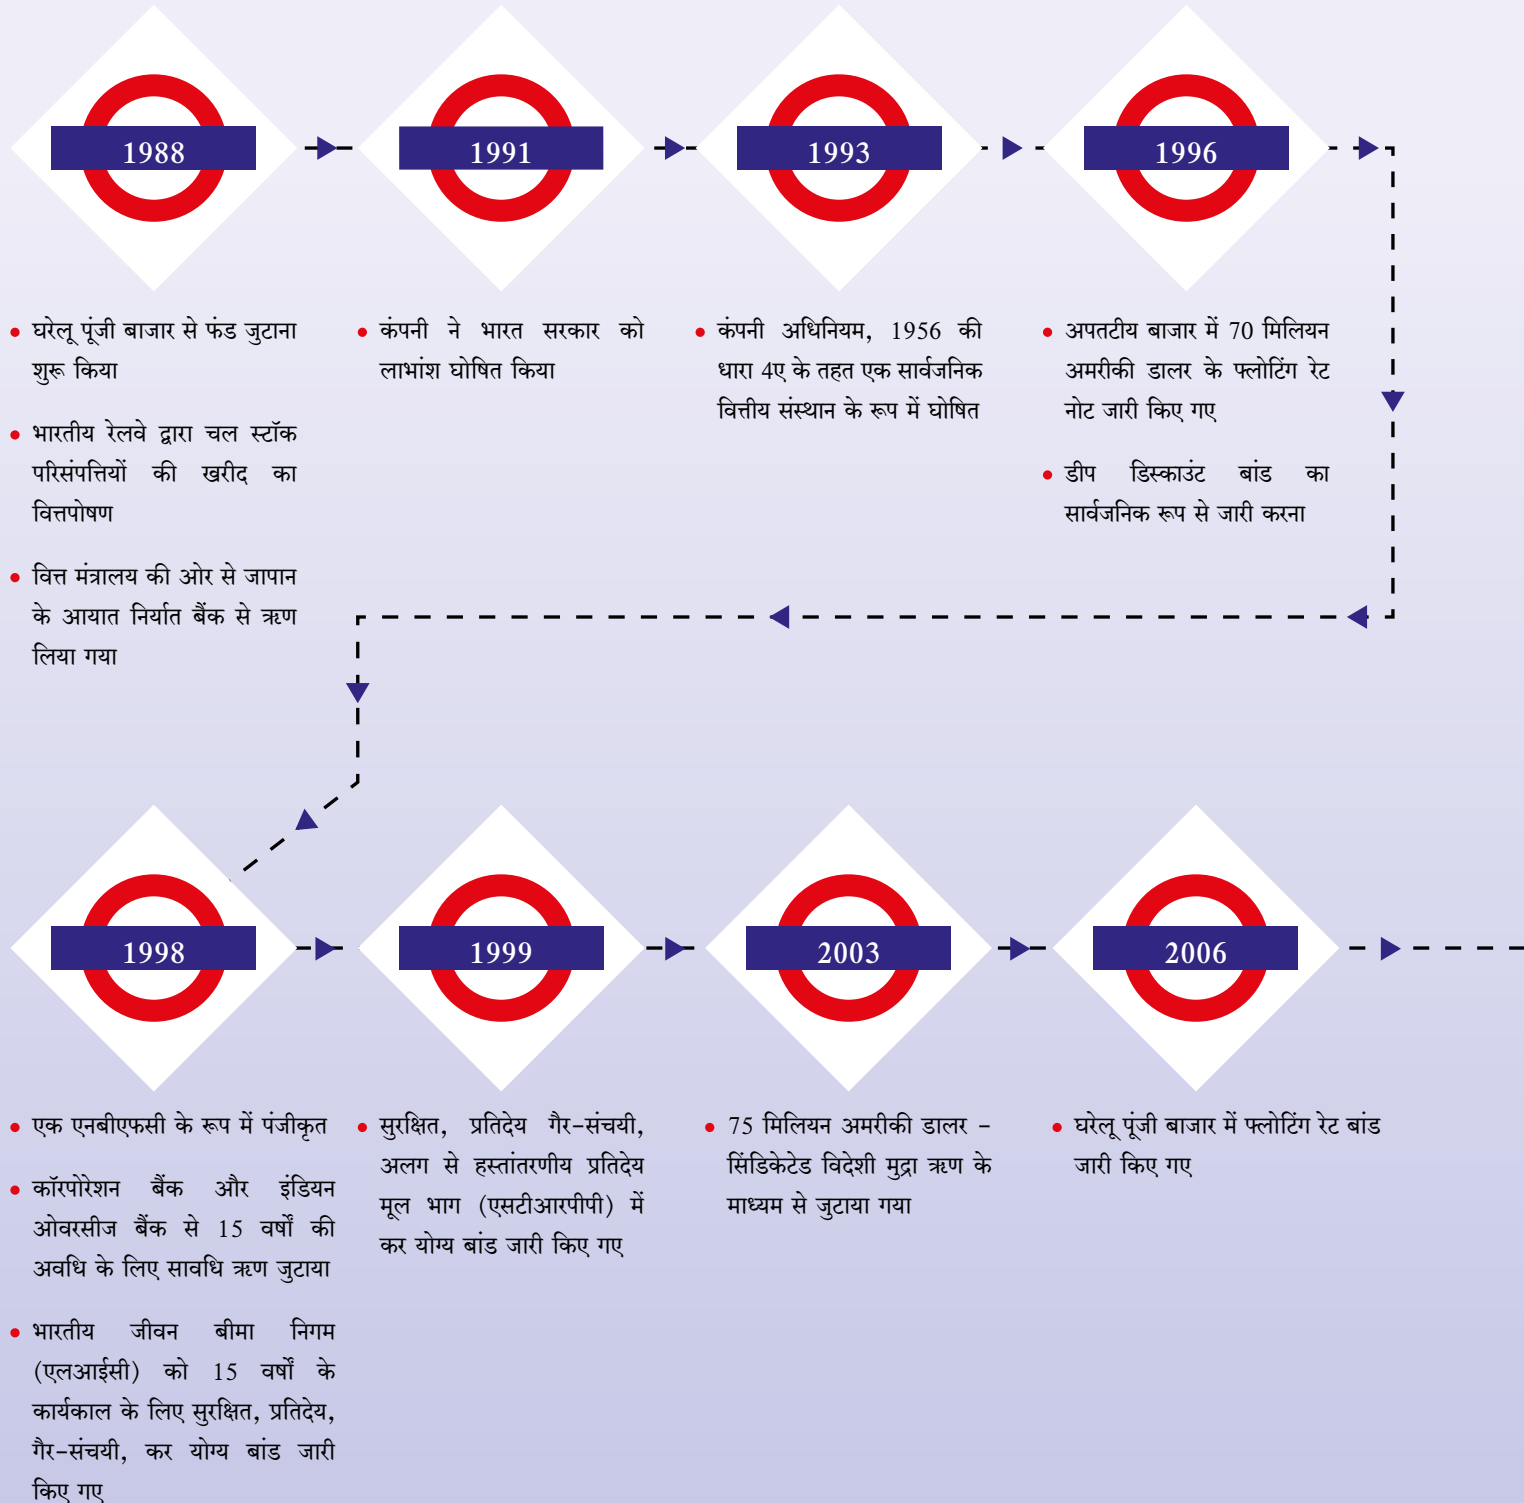 1988
घरेलू पूंजी बाजार से फंड जुटाना
शुरू किया
भारतीय रेलवे द्वारा चल स्टॉक
परिसंपत्तियों की खरीद का
वित्तपोषण
वित्त मंत्रालय की ओर से जापान
के आयात निर्यात बैंक से ऋण
लिया गया
1991
कंपनी ने भारत सरकार को
लाभांश घोषित किया
1993
कंपनी अधिनियम, 1956 की
धारा 4ए के तहत एक सार्वजनिक
वित्तीय संस्थान के रूप में घोषित
1996
अपतटीय बाजार में 70 मिलियन
अमरीकी डालर के फ्लोटिंग रेट
नोट जारी किए गए
डीप डिस्काउंट बांड का
सार्वजनिक रूप से जारी करना
1998
एक एनबीएफसी के रूप में पंजीकृत
कॉरपोरेशन बैंक और इंडियन
ओवरसीज बैंक से 15 वर्षों की
अवधि के लिए सावधि ऋण जुटाया
भारतीय जीवन बीमा निगम
(एलआईसी) को 15 वर्षों के
कार्यकाल के लिए सुरक्षित, प्रतिदेय,
गैर-संचयी, कर योग्य बांड जारी
किए गए
1999
सुरक्षित, प्रतिदेय गैर-संचयी,
अलग से हस्तांतरणीय प्रतिदेय
मूल भाग (एसटीआरपीपी) में
कर योग्य बांड जारी किए गए
2003
75 मिलियन अमरीकी डालर -
सिंडिकेटेड विदेशी मुद्रा ऋण के
माध्यम से जुटाया गया
2006
घरेलू पूंजी बाजार में फ्लोटिंग रेट बांड
जारी किए गए